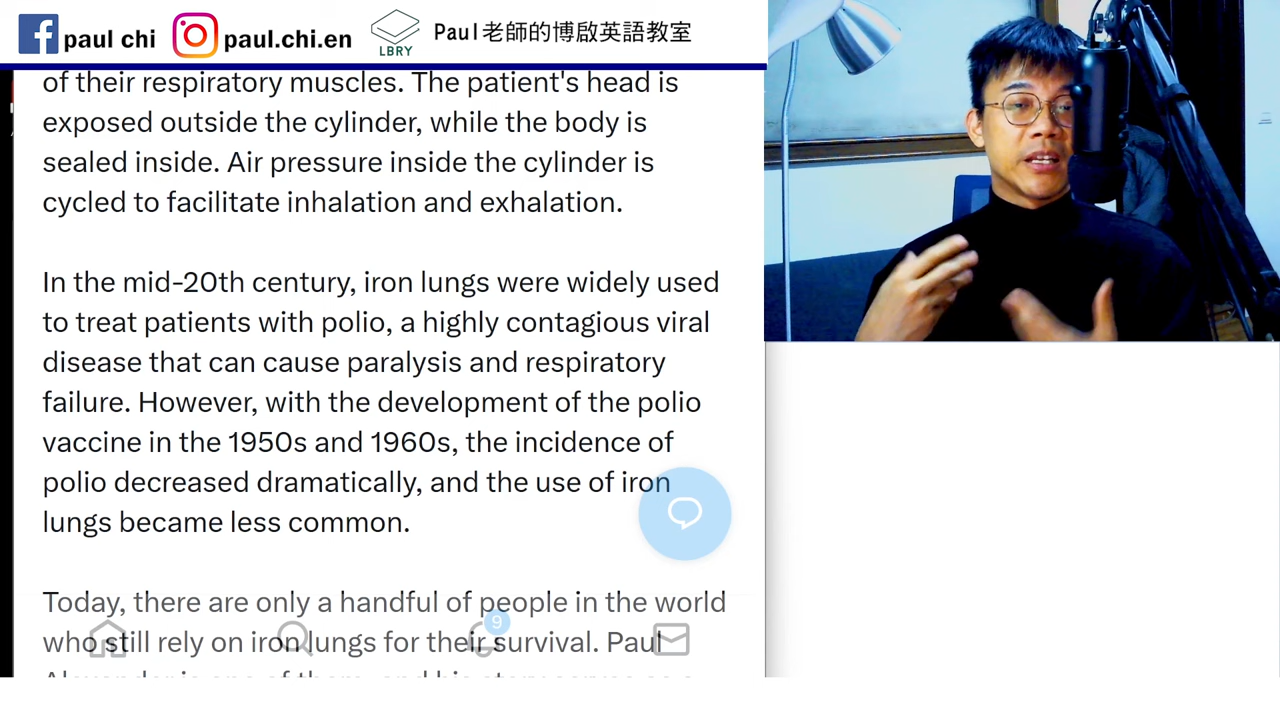 paul chi
paul.chi.en
LBRY
Paul老師的博啟英語教室
of their respiratory muscles. The patient's head is
exposed outside the cylinder, while the body is
sealed inside. Air pressure inside the cylinder is
cycled to facilitate inhalation and exhalation.
In the mid-20th century, iron lungs were widely used
to treat patients with polio, a highly contagious viral
disease that can cause paralysis and respiratory
failure. However, with the development of the polio
vaccine in the 1950s and 1960s, the incidence of
polio decreased dramatically, and the use of iron
lungs became less common.
Today, there are only a handful of people in the world
9
who still rely on iron lungs for their survival. Paul